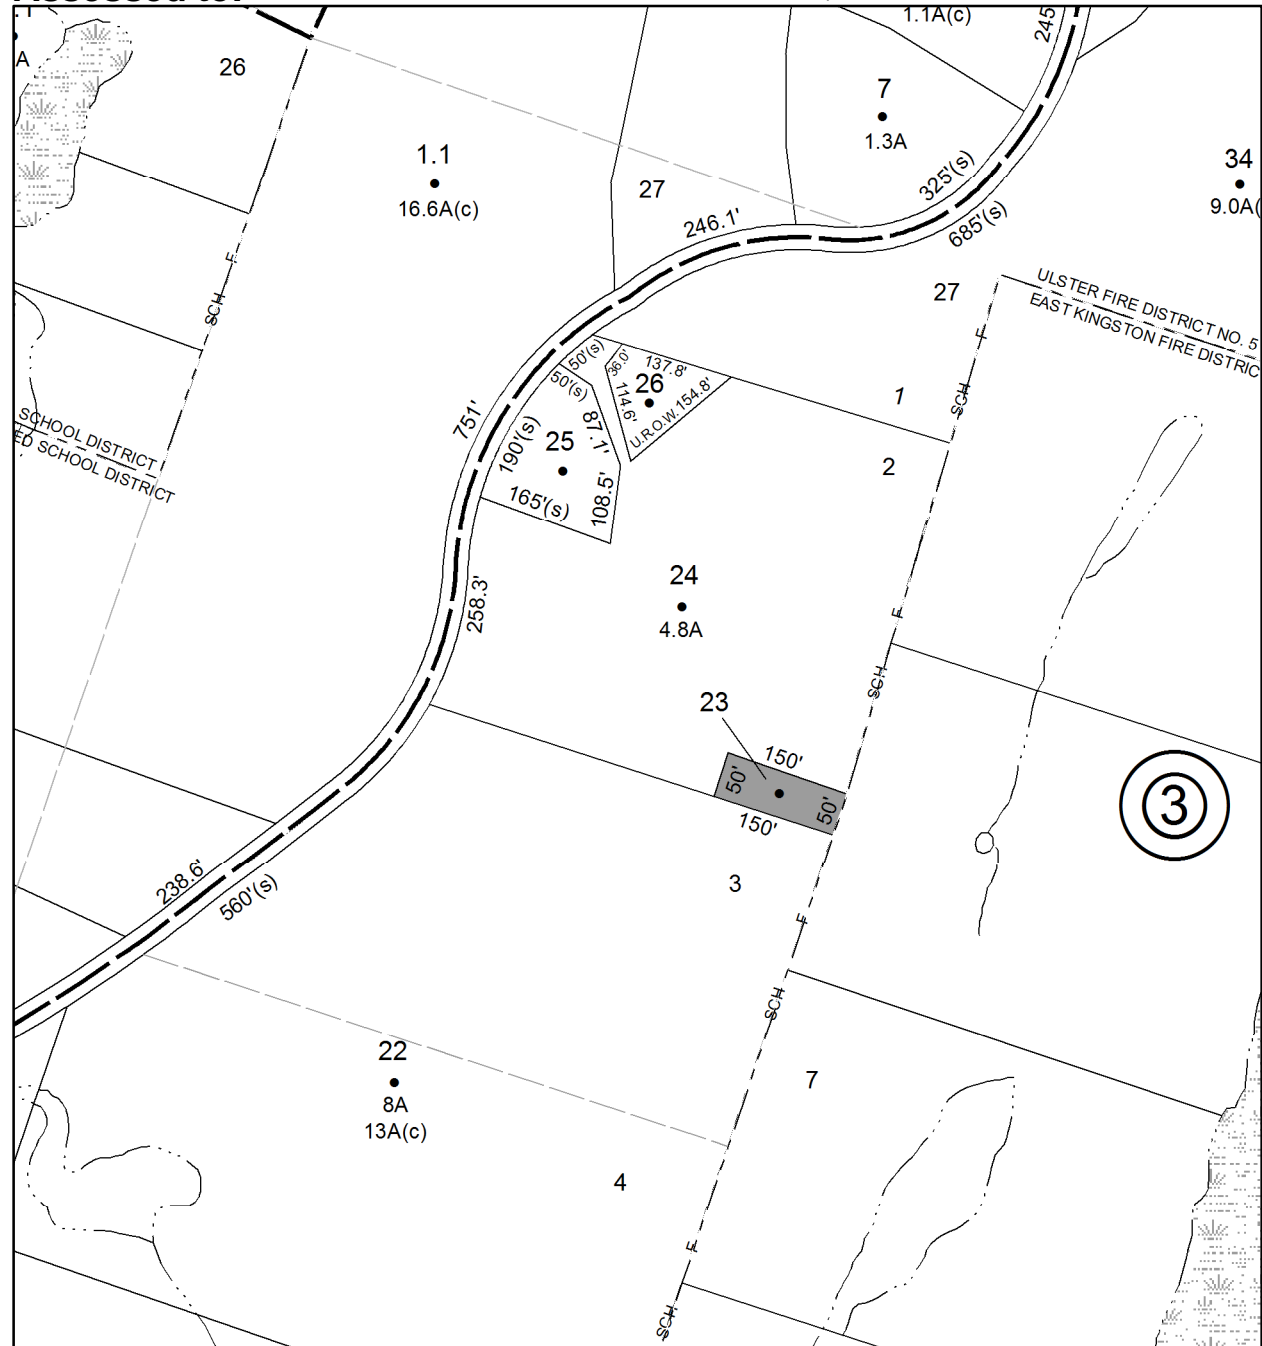 1.1A(c)
245
A
26
7
1.3A
1.1
16.6A(c)
27
325'(s)
34
9.0A(
246.1'
685'(s)
F
SCH
27
ULSTER FIRE DISTRICT NO. 5
EAST KINGSTON FIRE DISTRIC
F
50'(s)
36.0'
137.8'
50'(s)
26
114.6'
U.R.O.W. 154.8'
1
SCH
751'
SCHOOL DISTRICT
ED SCHOOL DISTRICT
190'(s)
25
87.1'
2
165'(s)
108.5'
24
4.8A
258.3'
F
SCH
23
150'
50'
50'
150'
3
238.6'
560'(s)
3
F
SCH
22
8A
13A(c)
7
4
F
SCH